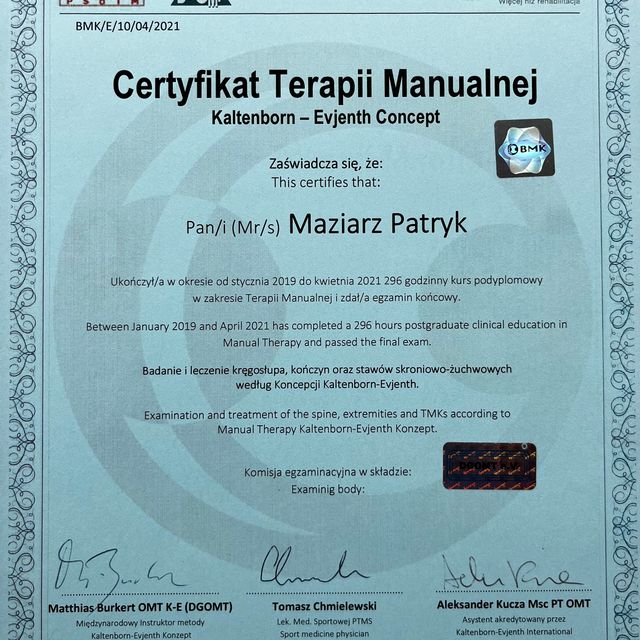 PSOIM
Więcej niż rehabilitacja
BMK/E/10/04/2021
Certyfikat Terapii Manualnej
Kaltenborn – Evjenth Concept
BMK
Zaświadcza się, że:
This certifies that:
Pan/i (Mr/s) Maziarz Patryk
Ukończył/a w okresie od stycznia 2019 do kwietnia 2021 296 godzinny kurs podyplomowy
w zakresie Terapii Manualnej i zdał/a egzamin końcowy.
Between January 2019 and April 2021 has completed a 296 hours postgraduate clinical education in
Manual Therapy and passed the final exam.
Badanie i leczenie kręgosłupa, kończyn oraz stawów skroniowo-żuchwowych
według Koncepcji Kaltenborn-Evjenth.
Examination and treatment of the spine, extremities and TMKs according to
Manual Therapy Kaltenborn-Evjenth Konzept.
Komisja egzaminacyjna w składzie:
Examinig body:
Matthias Burkert OMT K-E (DGOMT)
Międzynarodowy Instruktor metody
Kaltenborn-Evjenth Konzept
Tomasz Chmielewski
Lek. Med. Sportowej PTMS
Sport medicine physician
Aleksander Kucza Msc PT OMT
Asystent akredytowany przez
Kaltenborn-Evjenth International